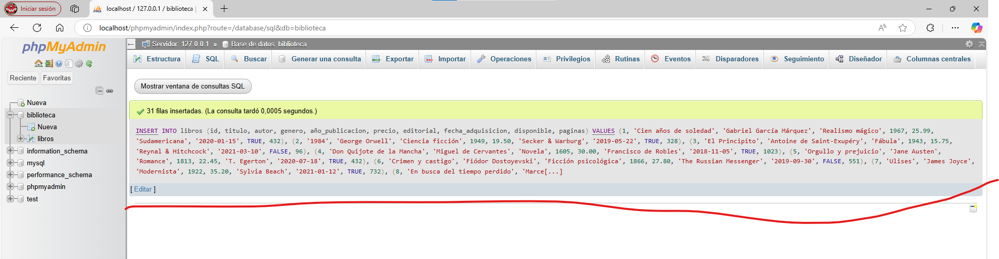 Iniciar sesión
localhost / 127.0.0.1 / biblioteca |
localhost/phpmyadmin/index.php?route=/database/sql&db=biblioteca
phpMyAdmin
Reciente Favoritas
Nueva
biblioteca
Nueva
libros
information_schema
mysql
performance_schema
phpmyadmin
test
Servidor: 127.0.0.1 » Base de datos: biblioteca
Estructura SQL Buscar Generar una consulta Exportar Importar Operaciones Privilegios Rutinas Eventos Disparadores Seguimiento Diseñador Columnas centrales
Mostrar ventana de consultas SQL
31 filas insertadas. (La consulta tardó 0,0005 segundos.)
INSERT INTO libros (id, titulo, autor, genero, año_publicacion, precio, editorial, fecha_adquisicion, disponible, paginas) VALUES (1, 'Cien años de soledad', 'Gabriel García Márquez', 'Realismo mágico', 1967, 25.99,
'Sudamericana', '2020-01-15', TRUE, 432), (2, '1984', 'George Orwell', 'Ciencia ficción', 1949, 19.50, 'Secker & Warburg', '2019-05-22', TRUE, 328), (3, 'El Principito', 'Antoine de Saint-Exupéry', 'Fábula', 1943, 15.75,
'Reynal & Hitchcock', '2021-03-10', FALSE, 96), (4, 'Don Quijote de la Mancha', 'Miguel de Cervantes', 'Novela', 1605, 30.00, 'Francisco de Robles', '2018-11-05', TRUE, 1023), (5, 'Orgullo y prejuicio', 'Jane Austen',
'Romance', 1813, 22.45, 'T. Egerton', '2020-07-18', TRUE, 432), (6, 'Crimen y castigo', 'Fiódor Dostoyevski', 'Ficción psicológica', 1866, 27.80, 'The Russian Messenger', '2019-09-30', FALSE, 551), (7, 'Ulises', 'James Joyce',
'Modernista', 1922, 35.20, 'Sylvia Beach', '2021-01-12', TRUE, 732), (8, 'En busca del tiempo perdido', 'Marce[...]
[ Editar ]